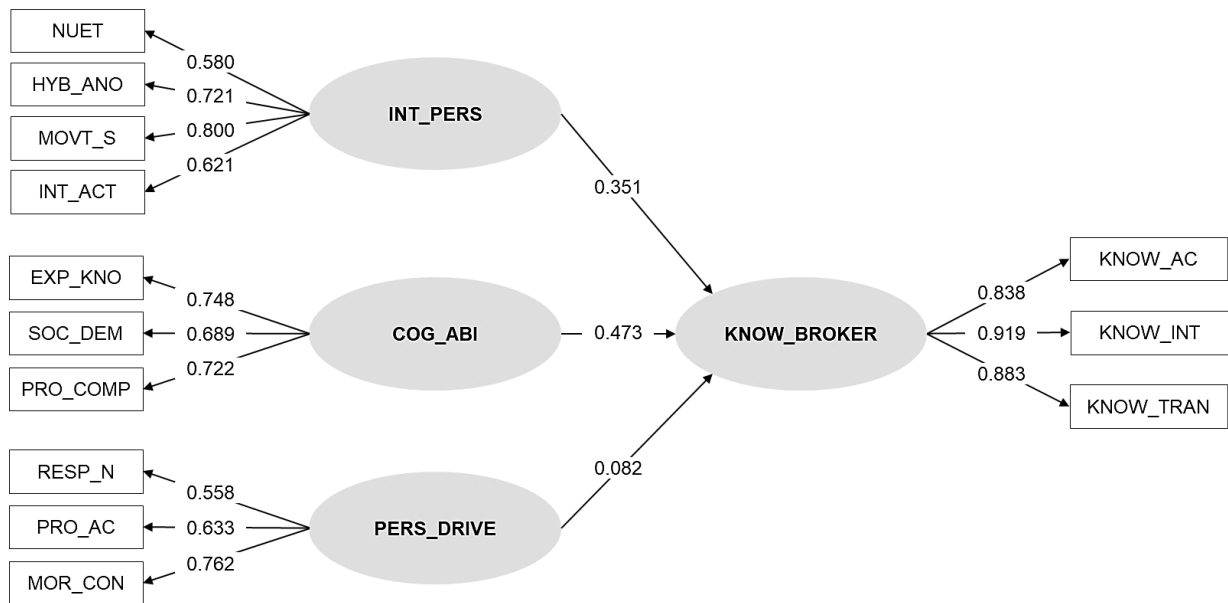 NUET
HYB_ANO
MOVT_S
INT_ACT
0.580
0.721
0.800
0.621
INT_PERS
0.351
EXP_KNO
SOC_DEM
PRO_COMP
0.748
0.689
0.722
COG_ABI
0.473
KNOW_BROKER
0.838
0.919
0.883
KNOW_AC
KNOW_INT
KNOW_TRAN
RESP_N
PRO_AC
MOR_CON
0.558
0.633
0.762
PERS_DRIVE
0.082